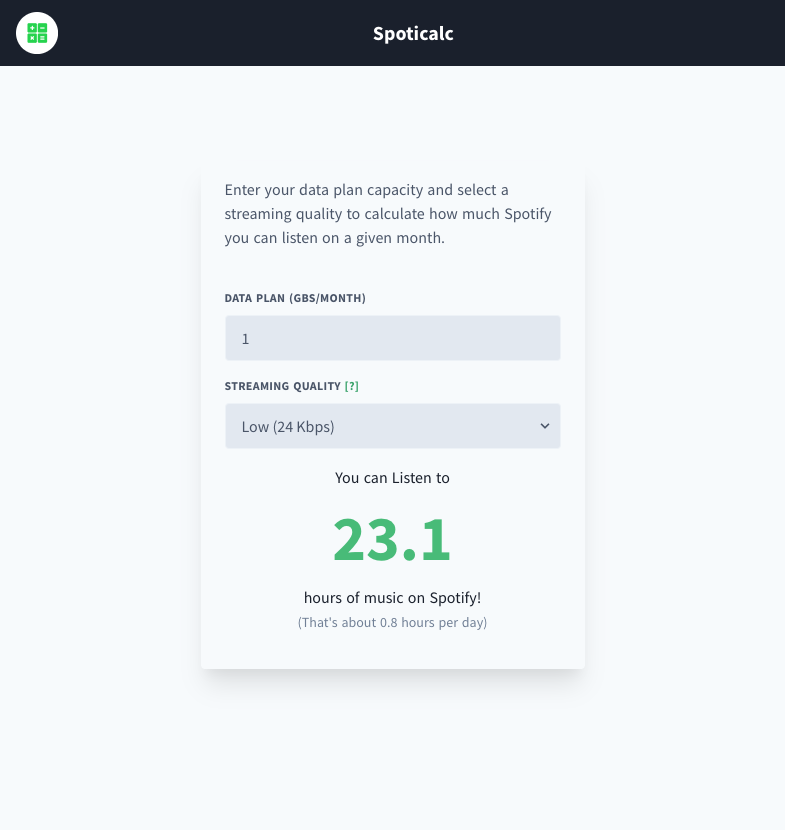 Spoticalc
Enter your data plan capacity and select a
streaming quality to calculate how much Spotify
you can listen on a given month.
DATA PLAN (GBS/MONTH)
1
STREAMING QUALITY [?]
Low (24 Kbps)
You can Listen to
23.1
hours of music on Spotify!
(That's about 0.8 hours per day)